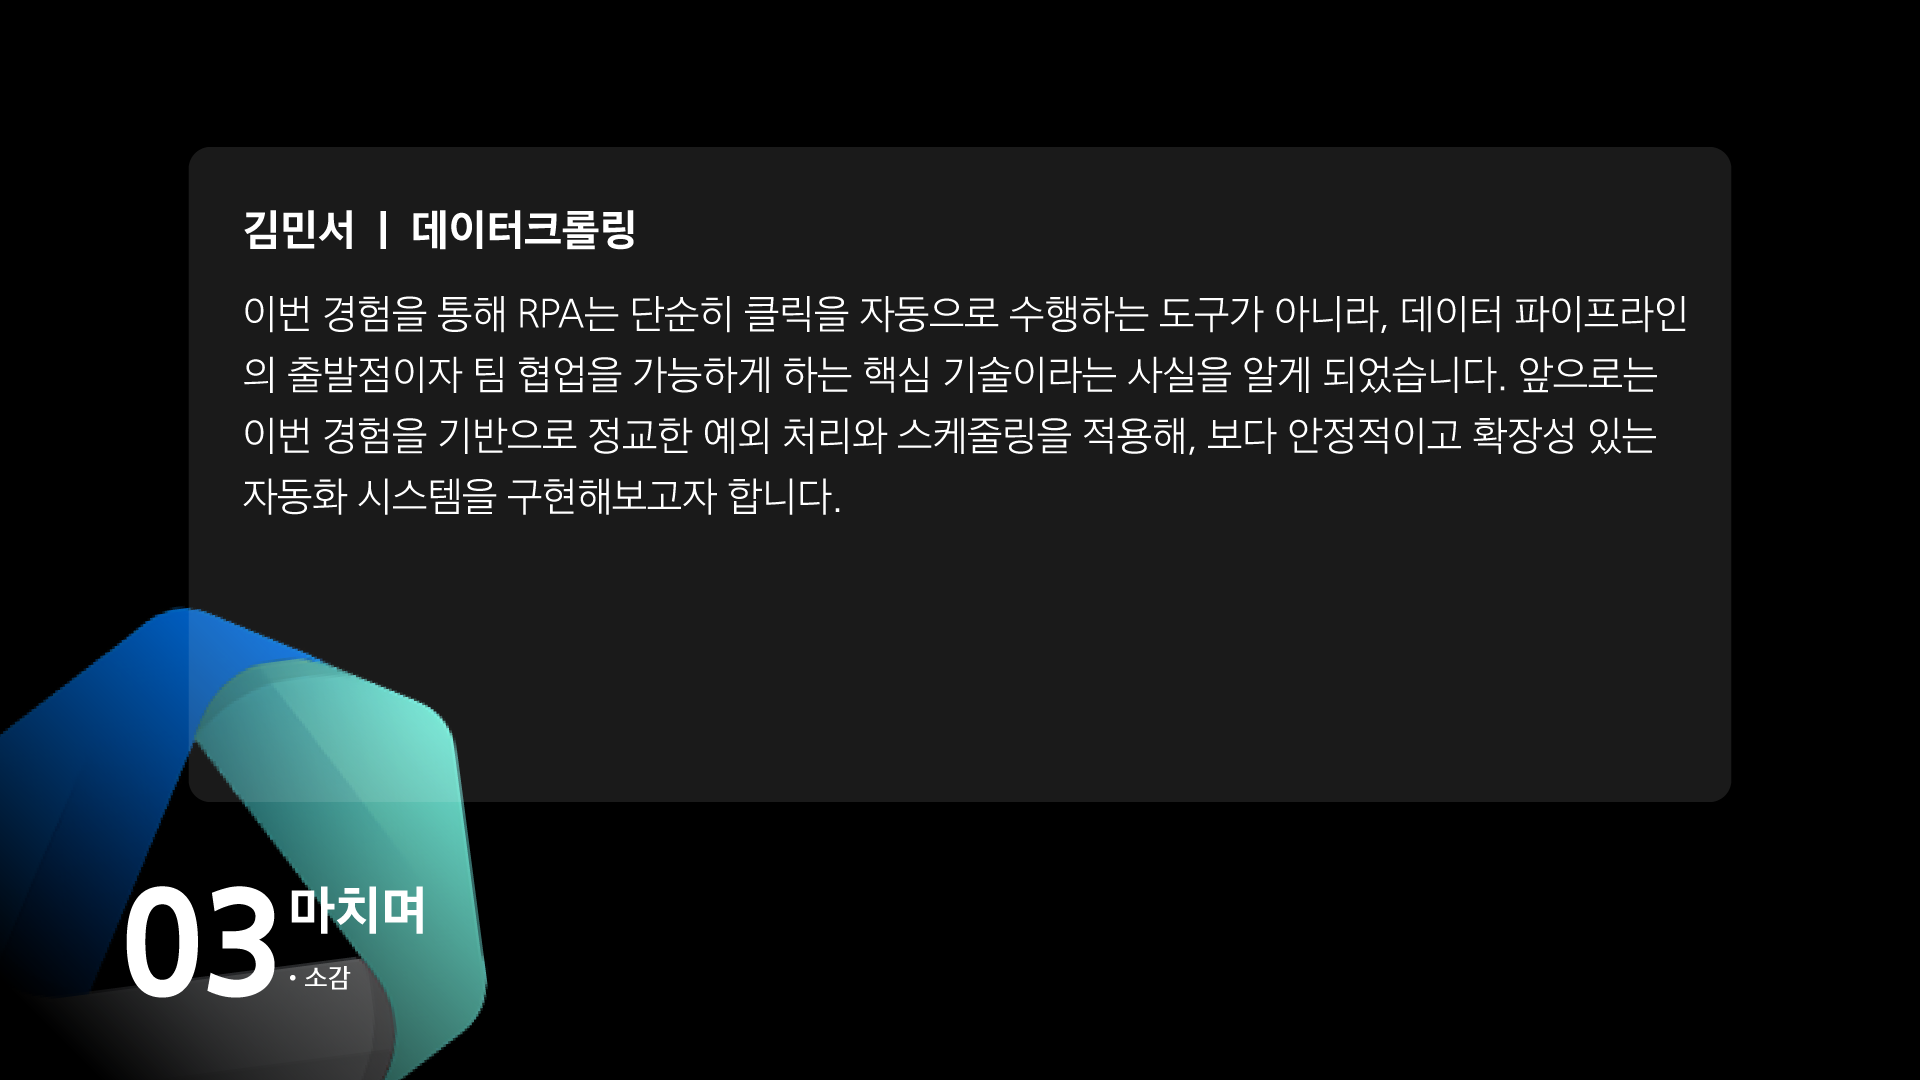 김민서 | 데이터크롤링
이번 경험을 통해 RPA는 단순히 클릭을 자동으로 수행하는 도구가 아니라, 데이터 파이프라인
의 출발점이자 팀 협업을 가능하게 하는 핵심 기술이라는 사실을 알게 되었습니다. 앞으로는
이번 경험을 기반으로 정교한 예외 처리와 스케줄링을 적용해, 보다 안정적이고 확장성 있는
자동화 시스템을 구현해보고자 합니다.
03 마치며
• 소감